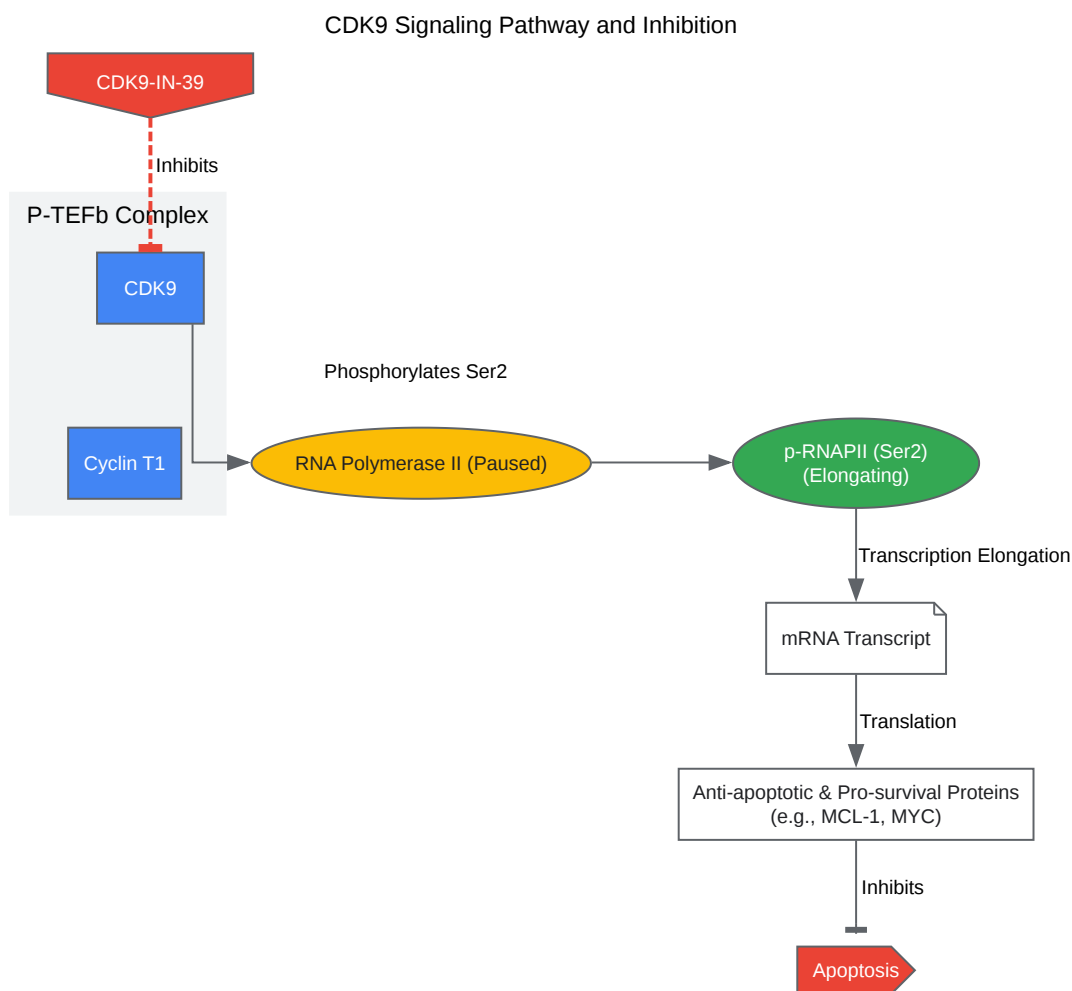 CDK9 Signaling Pathway and Inhibition
CDK9-IN-39
Inhibits
P-TEFb Complex
CDK9
Phosphorylates Ser2
Cyclin T1
RNA Polymerase II (Paused)
p-RNAPII (Ser2)
(Elongating)
Transcription Elongation
mRNA Transcript
Translation
Anti-apoptotic & Pro-survival Proteins
(e.g., MCL-1, MYC)
Inhibits
Apoptosis